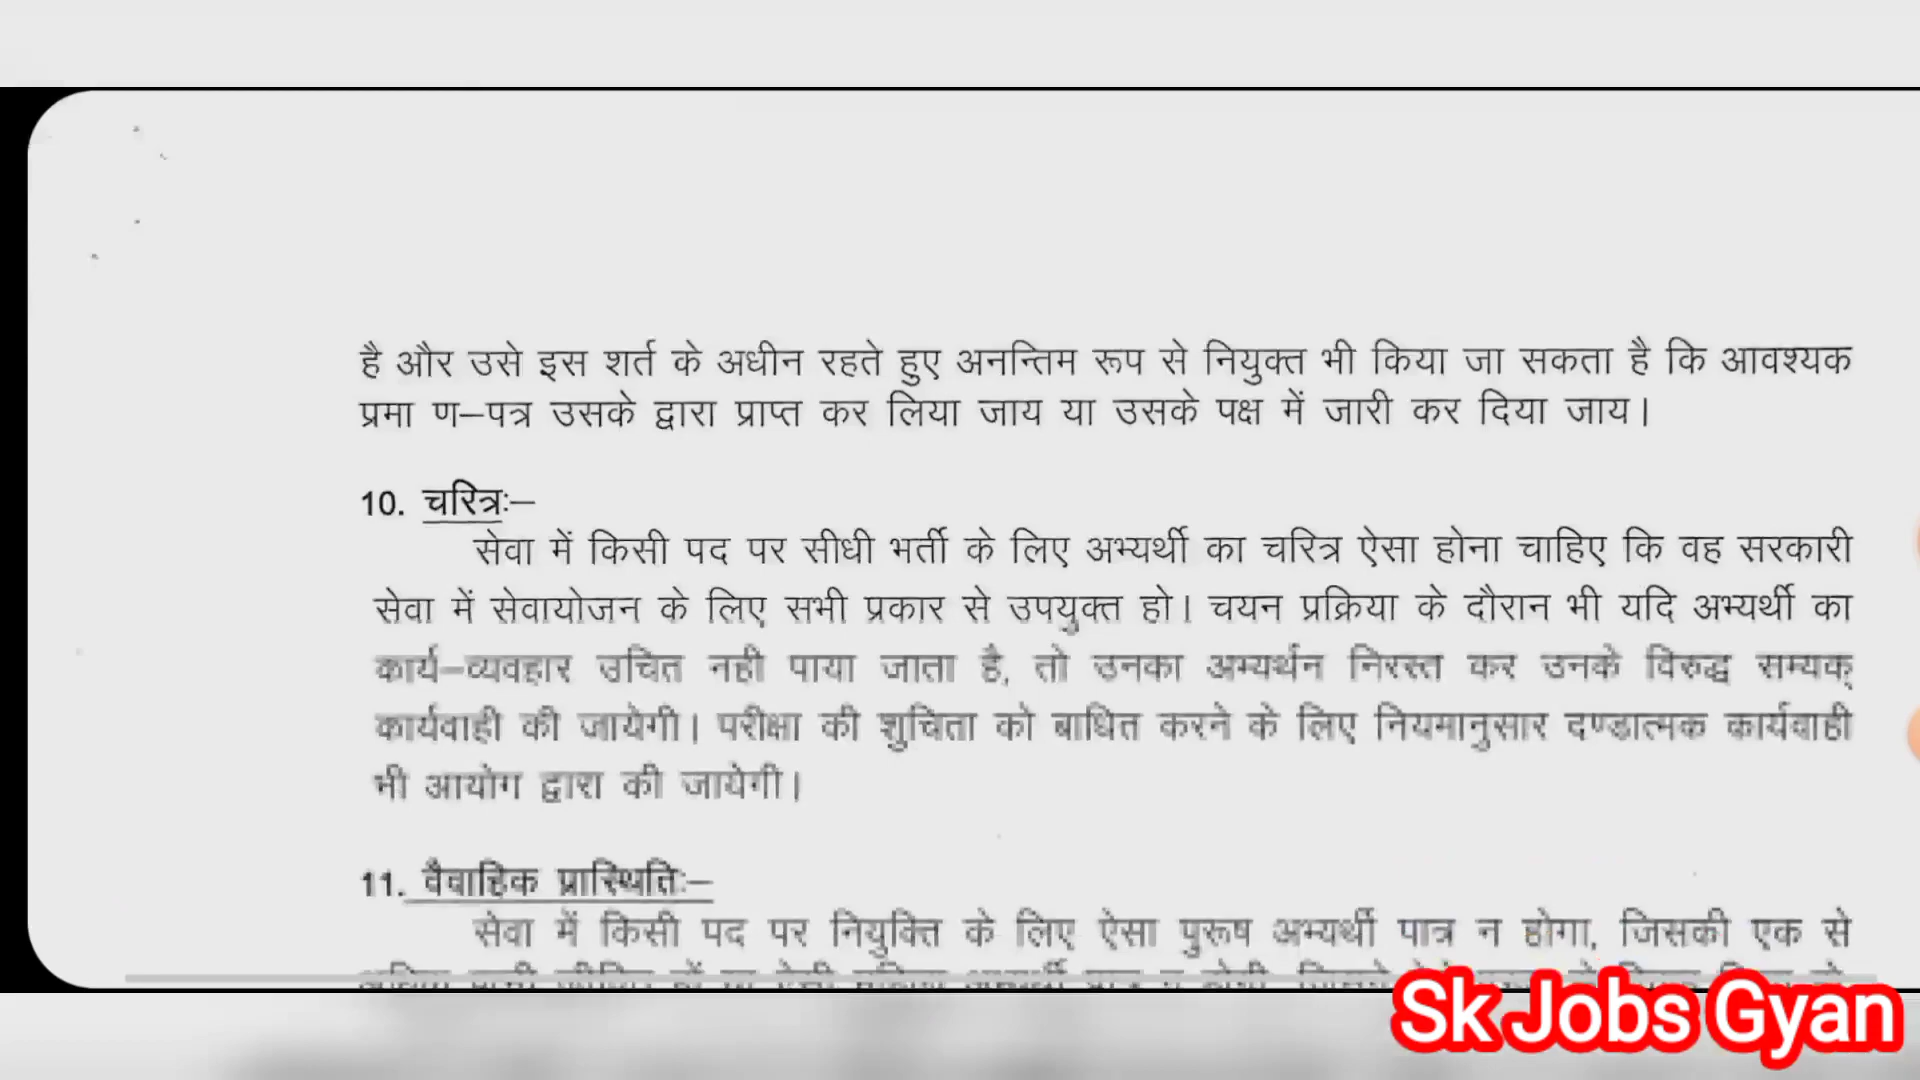 है और उसे इस शर्त के अधीन रहते हुए अनन्तिम रूप से नियुक्त भी किया जा सकता है कि आवश्यक
प्रमा ण–पत्र उसके द्वारा प्राप्त कर लिया जाय या उसके पक्ष में जारी कर दिया जाय।
10. चरित्रः–
सेवा में किसी पद पर सीधी भर्ती के लिए अभ्यर्थी का चरित्र ऐसा होना चाहिए कि वह सरकारी
सेवा में सेवायोजन के लिए सभी प्रकार से उपयुक्त हो। चयन प्रक्रिया के दौरान भी यदि अभ्यर्थी का
कार्य–व्यवहार उचित नही पाया जाता है, तो उनका अभ्यर्थन निरस्त कर उनके विरुद्ध सम्यक्
कार्यवाही की जायेगी। परीक्षा की शुचिता को बाधित करने के लिए नियमानुसार दण्डात्मक कार्यवाही
भी आयोग द्वारा की जायेगी।
11. वैवाहिक प्रास्थितिः–
सेवा में किसी पद पर नियुक्ति के लिए ऐसा पुरूष अभ्यर्थी पात्र न होगा, जिसकी एक से
Sk Jobs Gyan